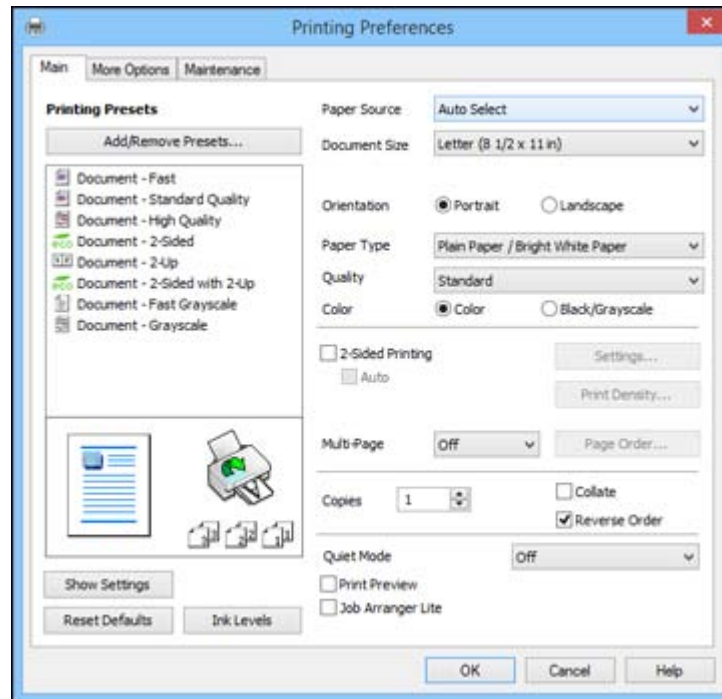 Printing Preferences
Main
More Options
Maintenance
Printing Presets
Add/Remove Presets...
Document - Fast
Document - Standard Quality
Document - High Quality
Document - 2-Sided
Document - 2-Up
Document - 2-Sided with 2-Up
Document - Fast Grayscale
Document - Grayscale
Show Settings
Reset Defaults
Ink Levels
Paper Source
Auto Select
Document Size
Letter (8 1/2 x 11 in)
Orientation
Portrait
Landscape
Paper Type
Plain Paper / Bright White Paper
Quality
Standard
Color
Color
Black/Grayscale
2-Sided Printing
Settings...
Auto
Print Density...
Multi-Page
Off
Page Order...
Copies
1
Collate
Reverse Order
Quiet Mode
Off
Print Preview
Job Arranger Lite
OK
Cancel
Help